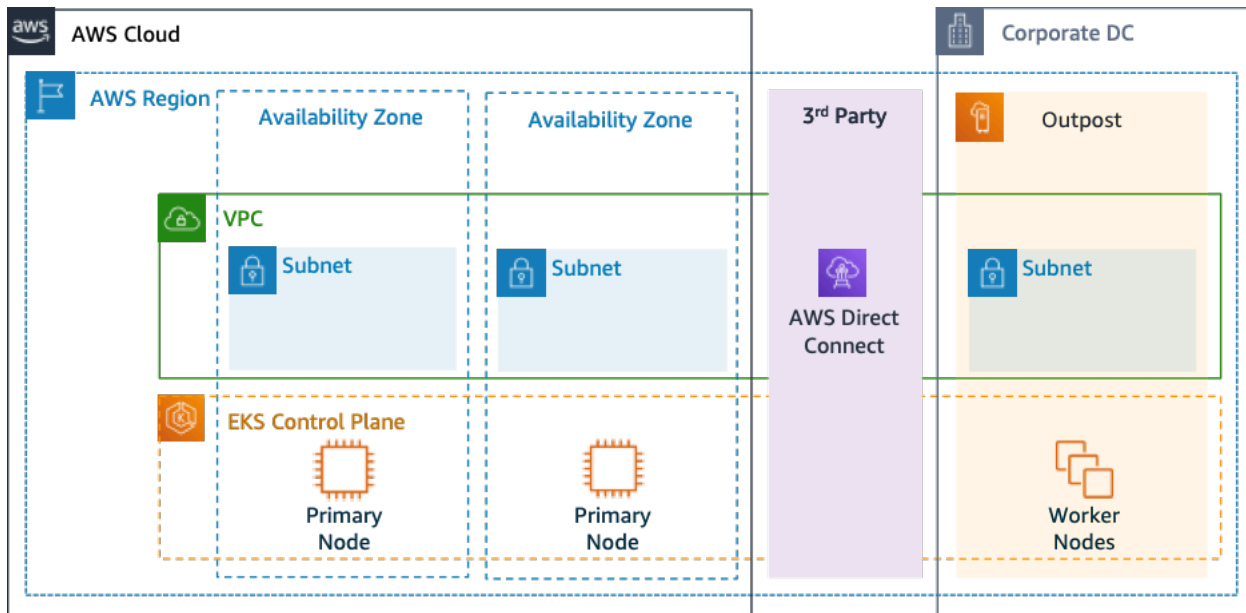 aws
AWS Cloud
Corporate DC
AWS Region
Availability Zone
Availability Zone
3rd Party
Outpost
VPC
Subnet
Subnet
Subnet
AWS Direct
Connect
EKS Control Plane
Primary
Node
Primary
Node
Worker
Nodes